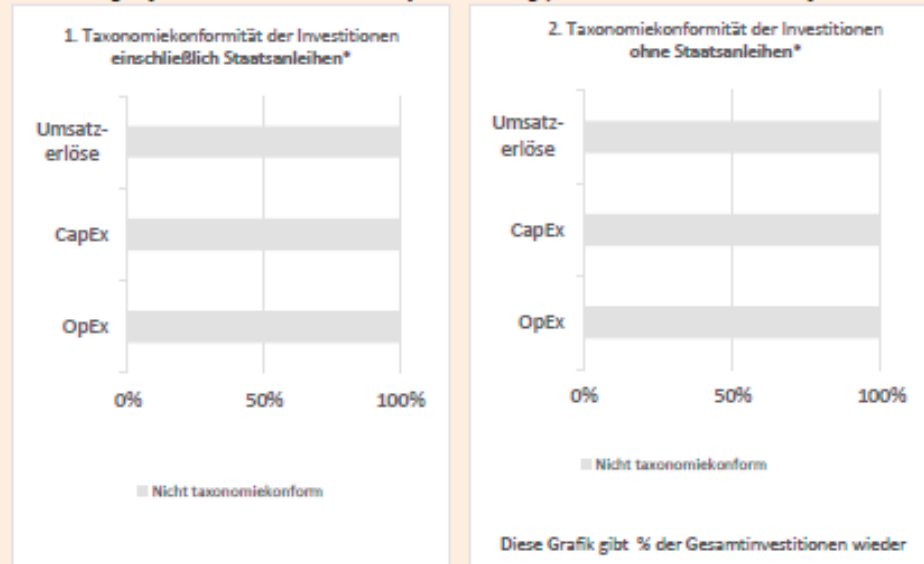 1. Taxonomiekonformität der Investitionen
einschließlich Staatsanleihen*
Umsatz-
erlöse
CapEx
OpEx
0% 50% 100%
Nicht taxonomiekonform
2. Taxonomiekonformität der Investitionen
ohne Staatsanleihen*
Umsatz-
erlöse
CapEx
OpEx
0% 50% 100%
Nicht taxonomiekonform
Diese Grafik gibt % der Gesamtinvestitionen wieder